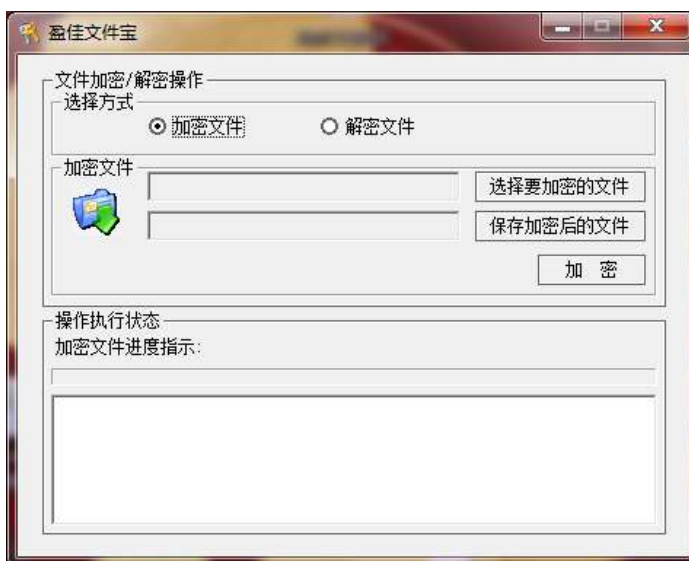 盈佳文件宝
文件加密/解密操作
选择方式
加密文件
解密文件
加密文件
选择要加密的文件
保存加密后的文件
加 密
操作执行状态
加密文件进度指示: